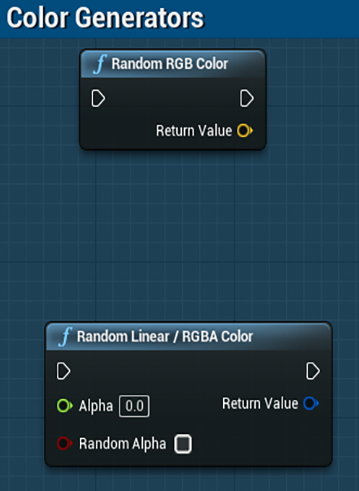 Color Generators
Random RGB Color
Return Value
Random Linear / RGBA Color
Alpha 0.0 Return Value
Random Alpha